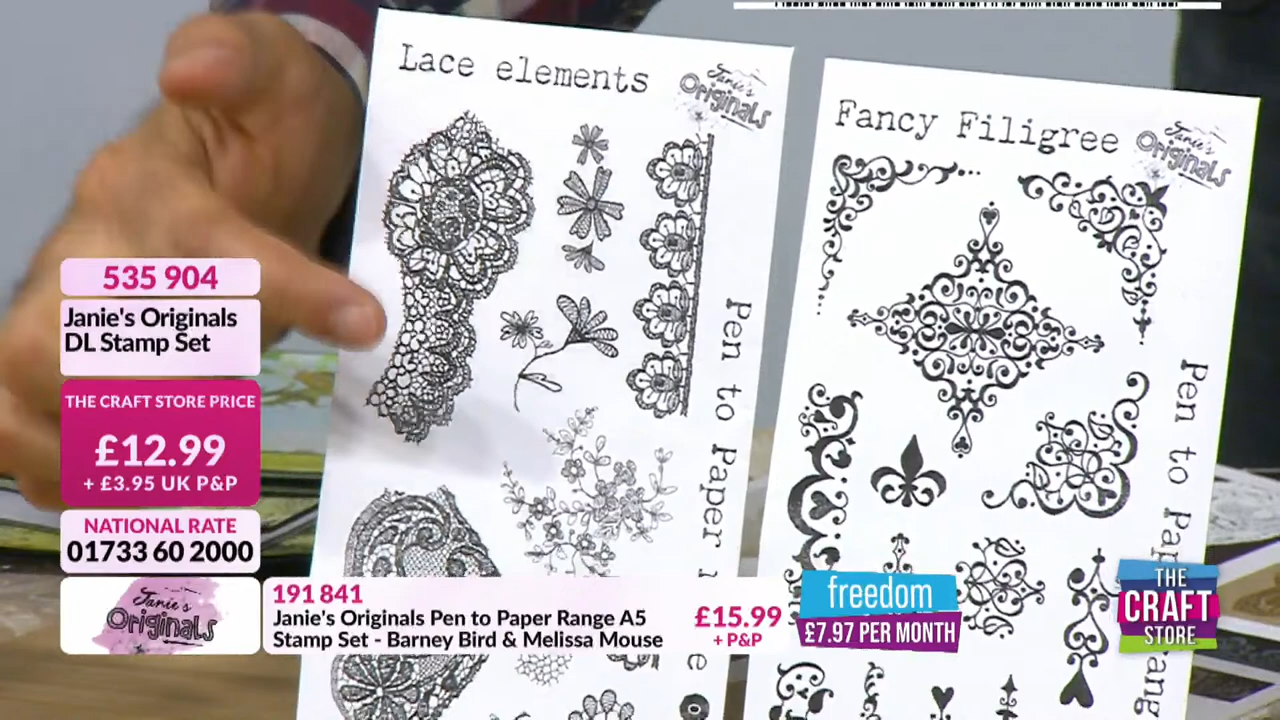 Lace elements
Janie's
Originals
Fancy Filigree
Janie's
Originals
Pen to Paper
Pen to
535 904
Janie's Originals
DL Stamp Set
THE CRAFT STORE PRICE
£12.99
+ £3.95 UK P&P
NATIONAL RATE
01733 60 2000
Janie's
Originals
191 841
Janie's Originals Pen to Paper Range A5
Stamp Set - Barney Bird & Melissa Mouse
£15.99
+ P&P
freedom
£7.97 PER MONTH
THE
CRAFT
STORE